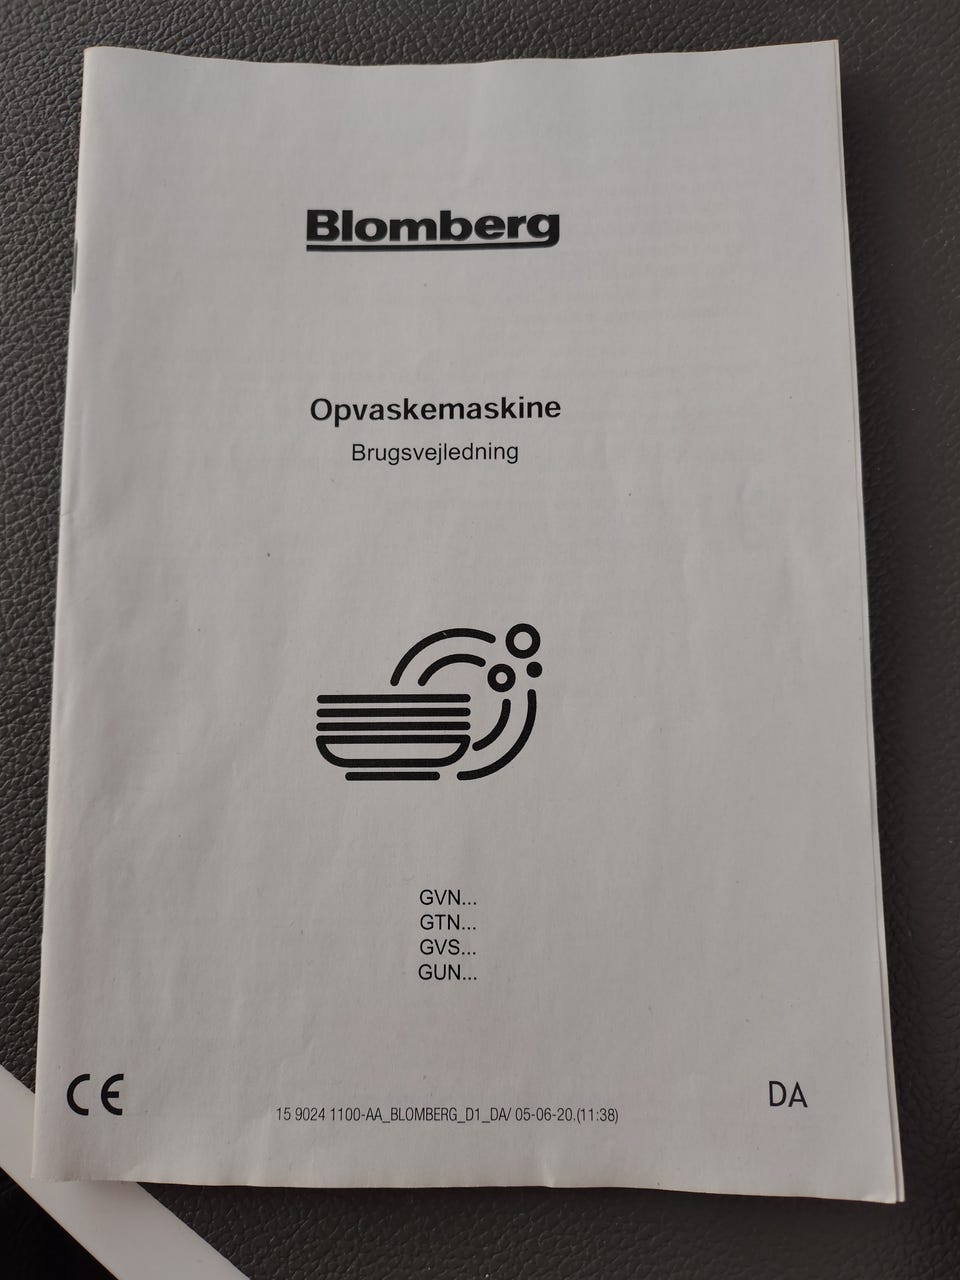 Blomberg
Opvaskemaskine
Brugsvejledning
GVN...
GTN...
GVS...
GUN...
CE
15 9024 1100-AA_BLOMBERG_D1_DA/ 05-06-20.(11:38)
DA